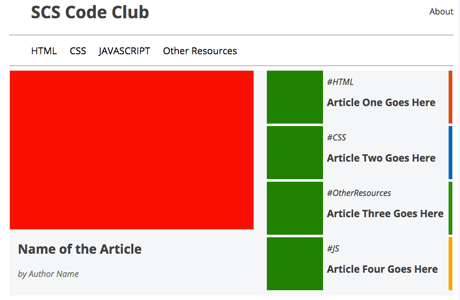 SCS Code Club
About
HTML CSS JAVASCRIPT Other Resources
#HTML
Article One Goes Here
#CSS
Article Two Goes Here
#OtherResources
Article Three Goes Here
#JS
Article Four Goes Here
Name of the Article
by Author Name